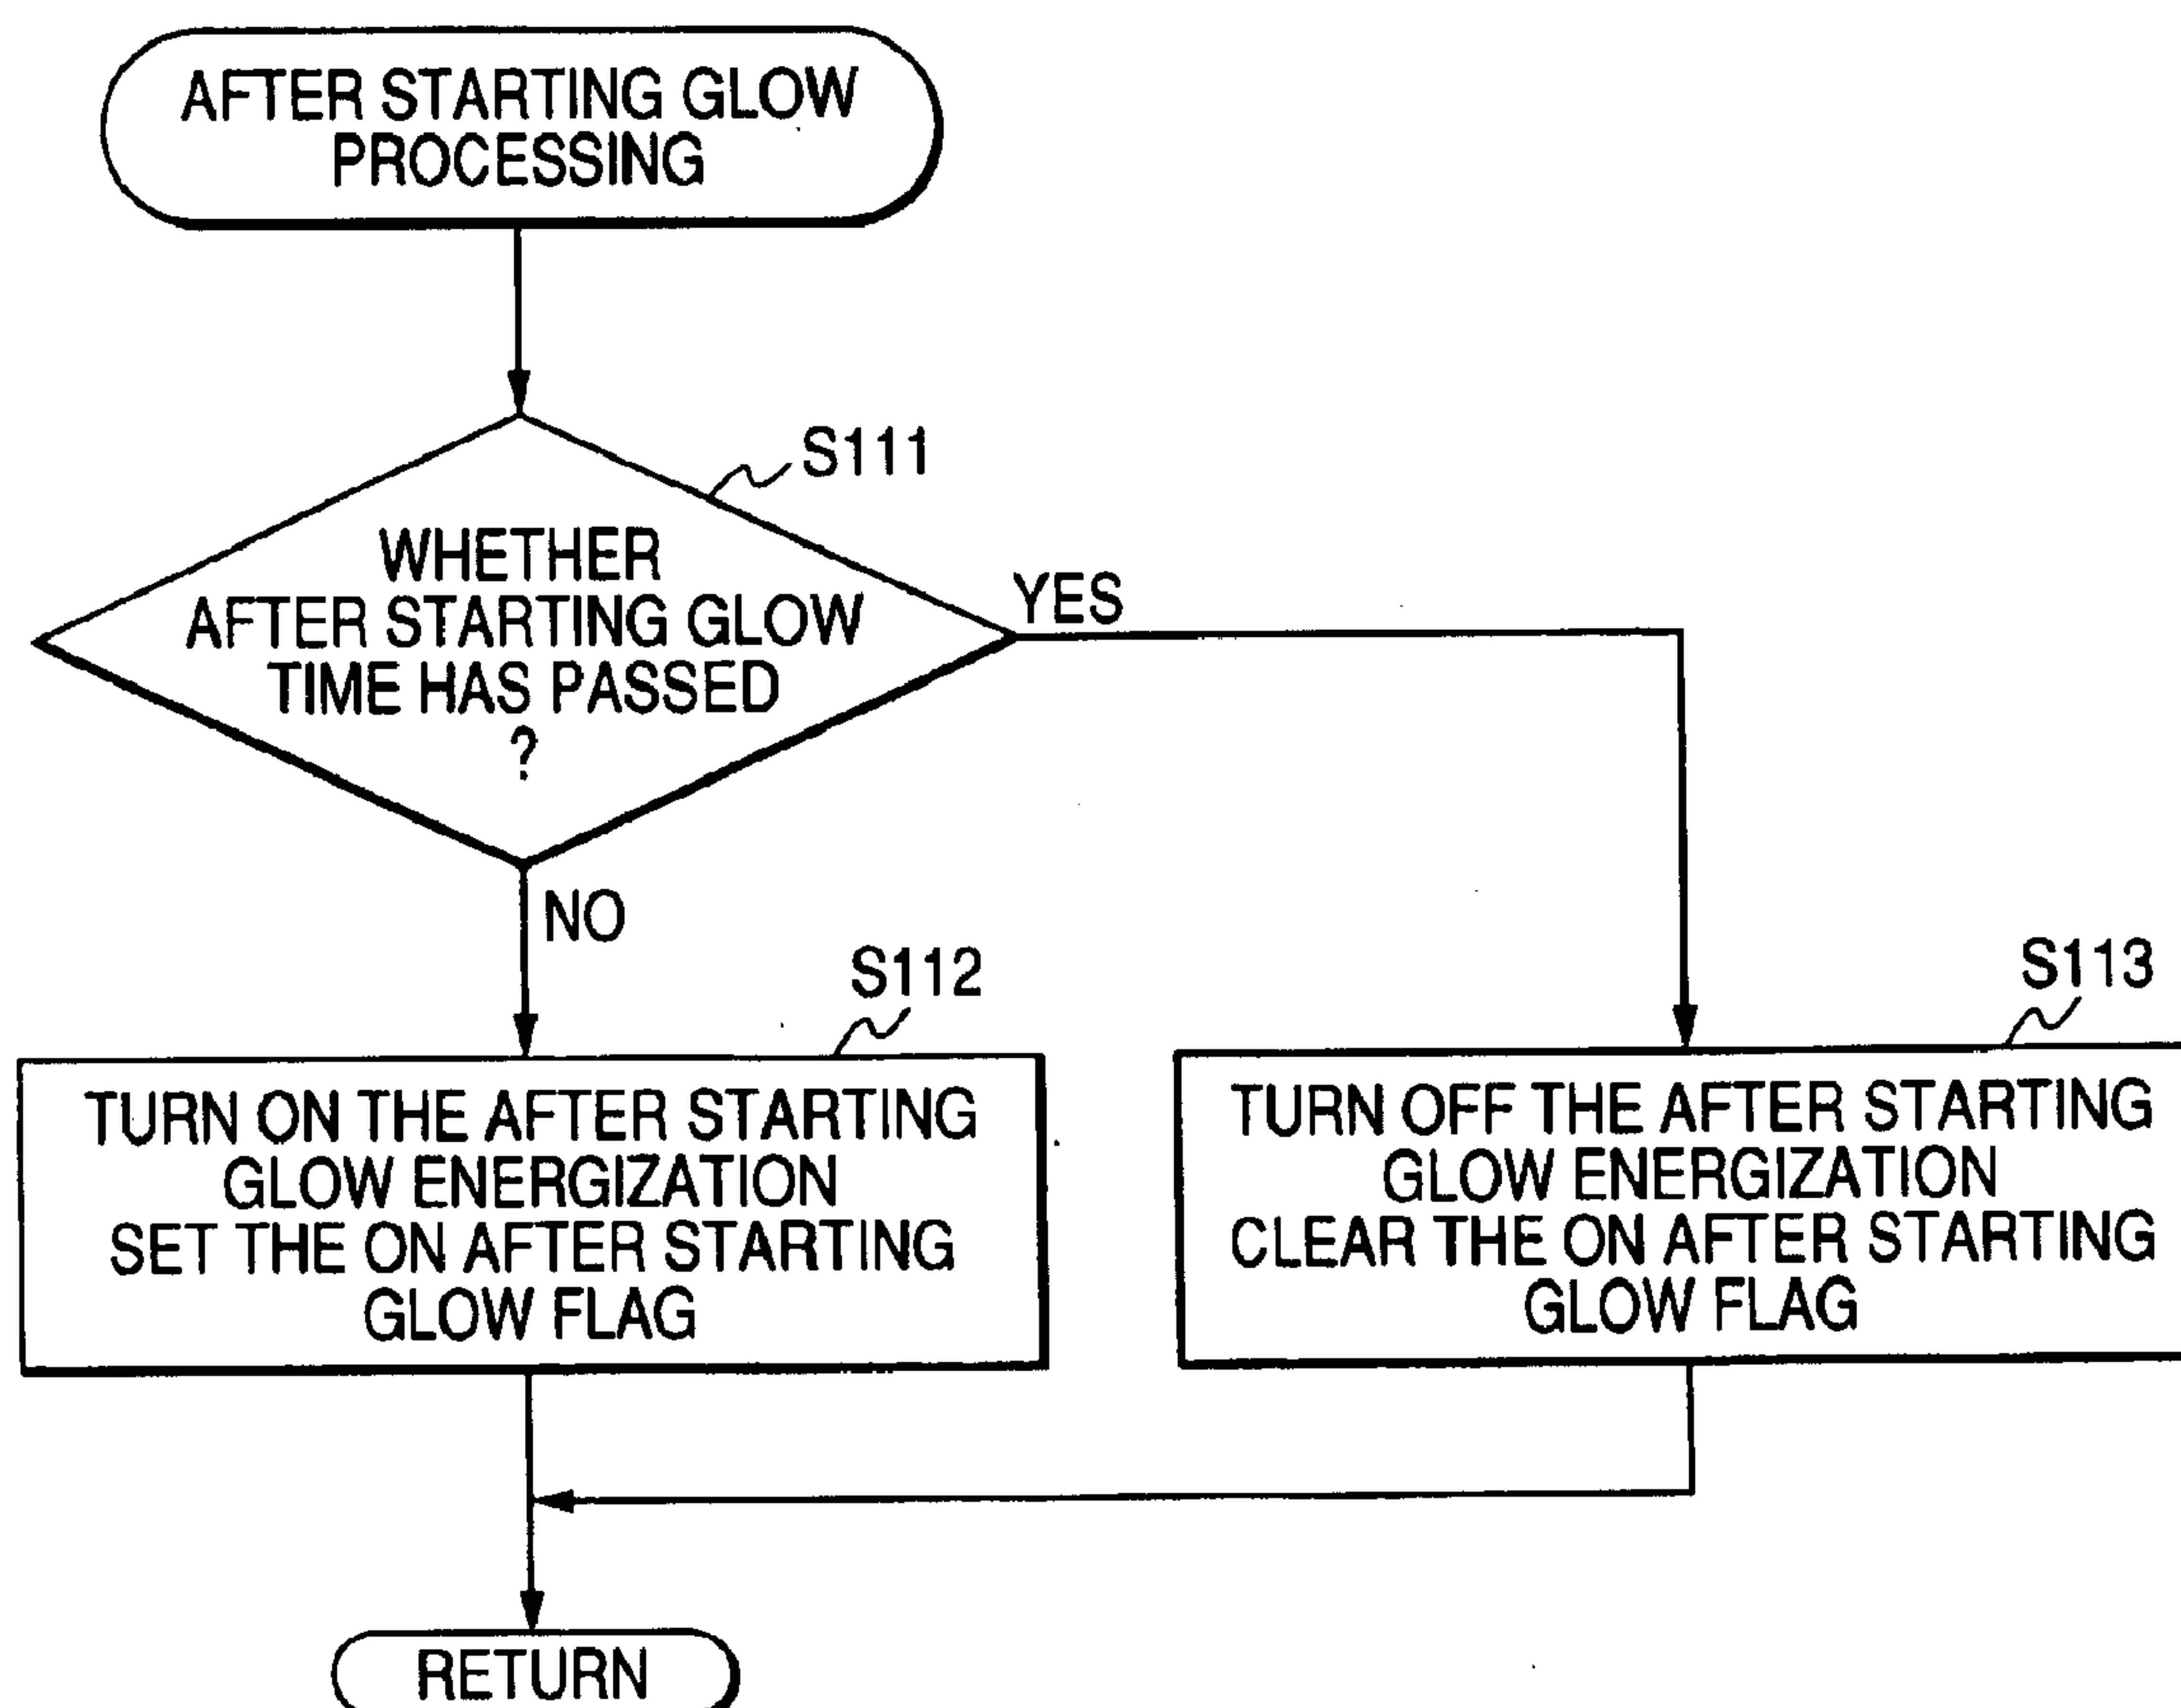 AFTER STARTING GLOW
PROCESSING
S111
WHETHER
AFTER STARTING GLOW
TIME HAS PASSED
?
YES
NO
S112
TURN ON THE AFTER STARTING
GLOW ENERGIZATION
SET THE ON AFTER STARTING
GLOW FLAG
S113
TURN OFF THE AFTER STARTING
GLOW ENERGIZATION
CLEAR THE ON AFTER STARTING
GLOW FLAG
RETURN